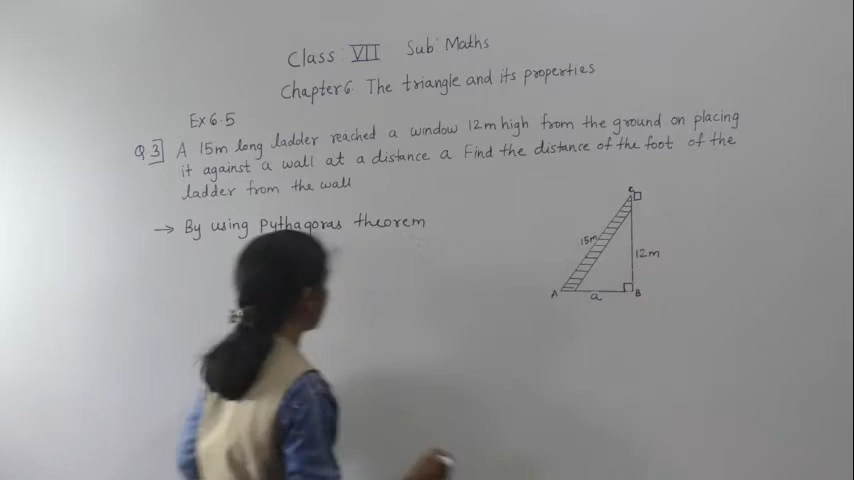 Class : VII Sub: Maths
Chapter 6 The triangle and its properties
Ex 6.5
Q.3] A 15m long ladder reached a window 12m high from the ground on placing
it against a wall at a distance a Find the distance of the foot of the
ladder from the wall
→ By using Pythagoras theorem
C
15m
12m
A
a
B